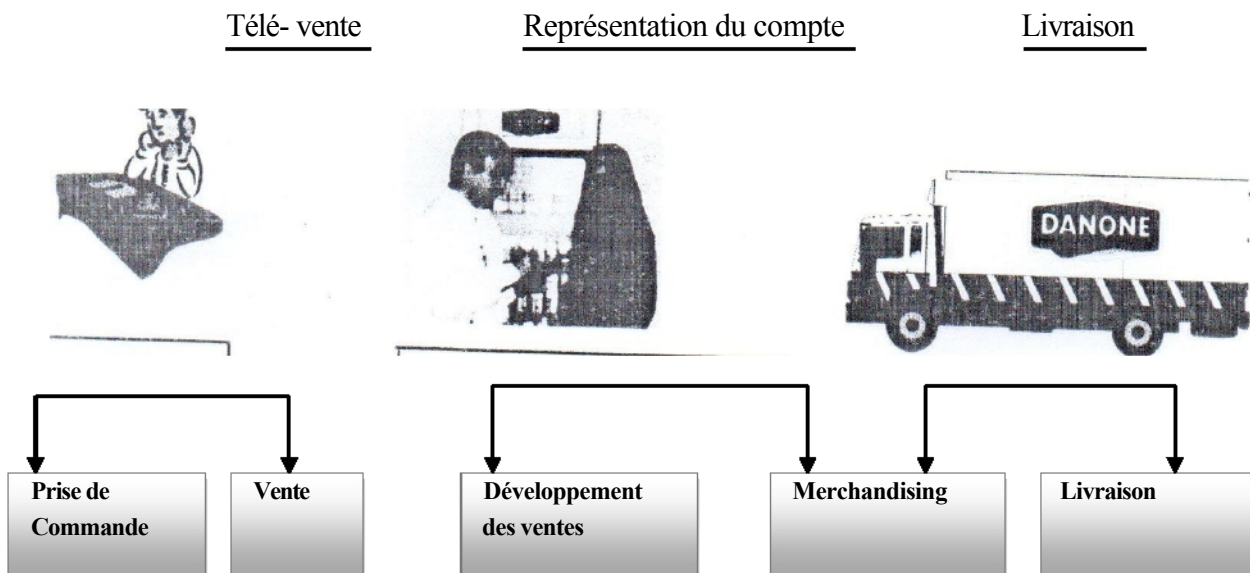 Télé- vente
Représentation du compte
Livraison
DANONE
Prise de
Commande
Vente
Développement
des ventes
Merchandising
Livraison